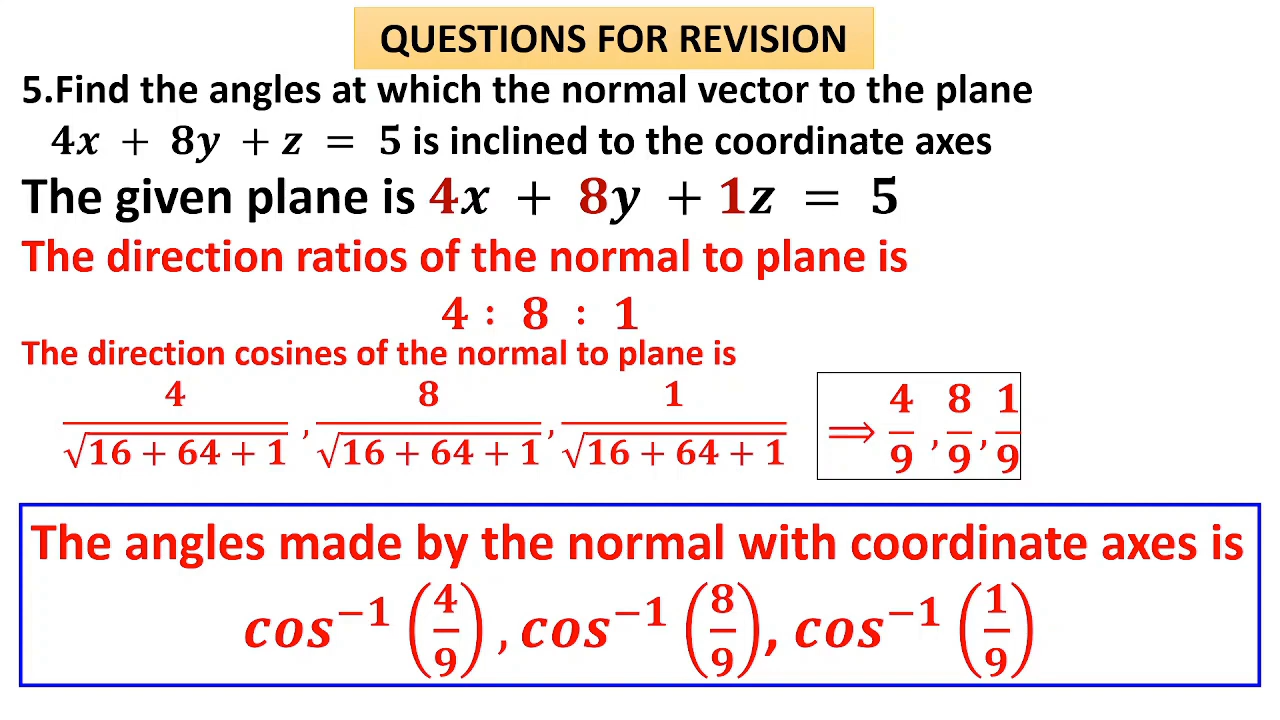 QUESTIONS FOR REVISION
5.Find the angles at which the normal vector to the plane
4x + 8y + z = 5 is inclined to the coordinate axes
The given plane is 4x + 8y + 1z = 5
The direction ratios of the normal to plane is
4 : 8 : 1
The direction cosines of the normal to plane is
4/√(16 + 64 + 1) , 8/√(16 + 64 + 1) , 1/√(16 + 64 + 1) ⟹ 4/9 , 8/9 , 1/9
The angles made by the normal with coordinate axes is
cos⁻¹(4/9) , cos⁻¹(8/9), cos⁻¹(1/9)